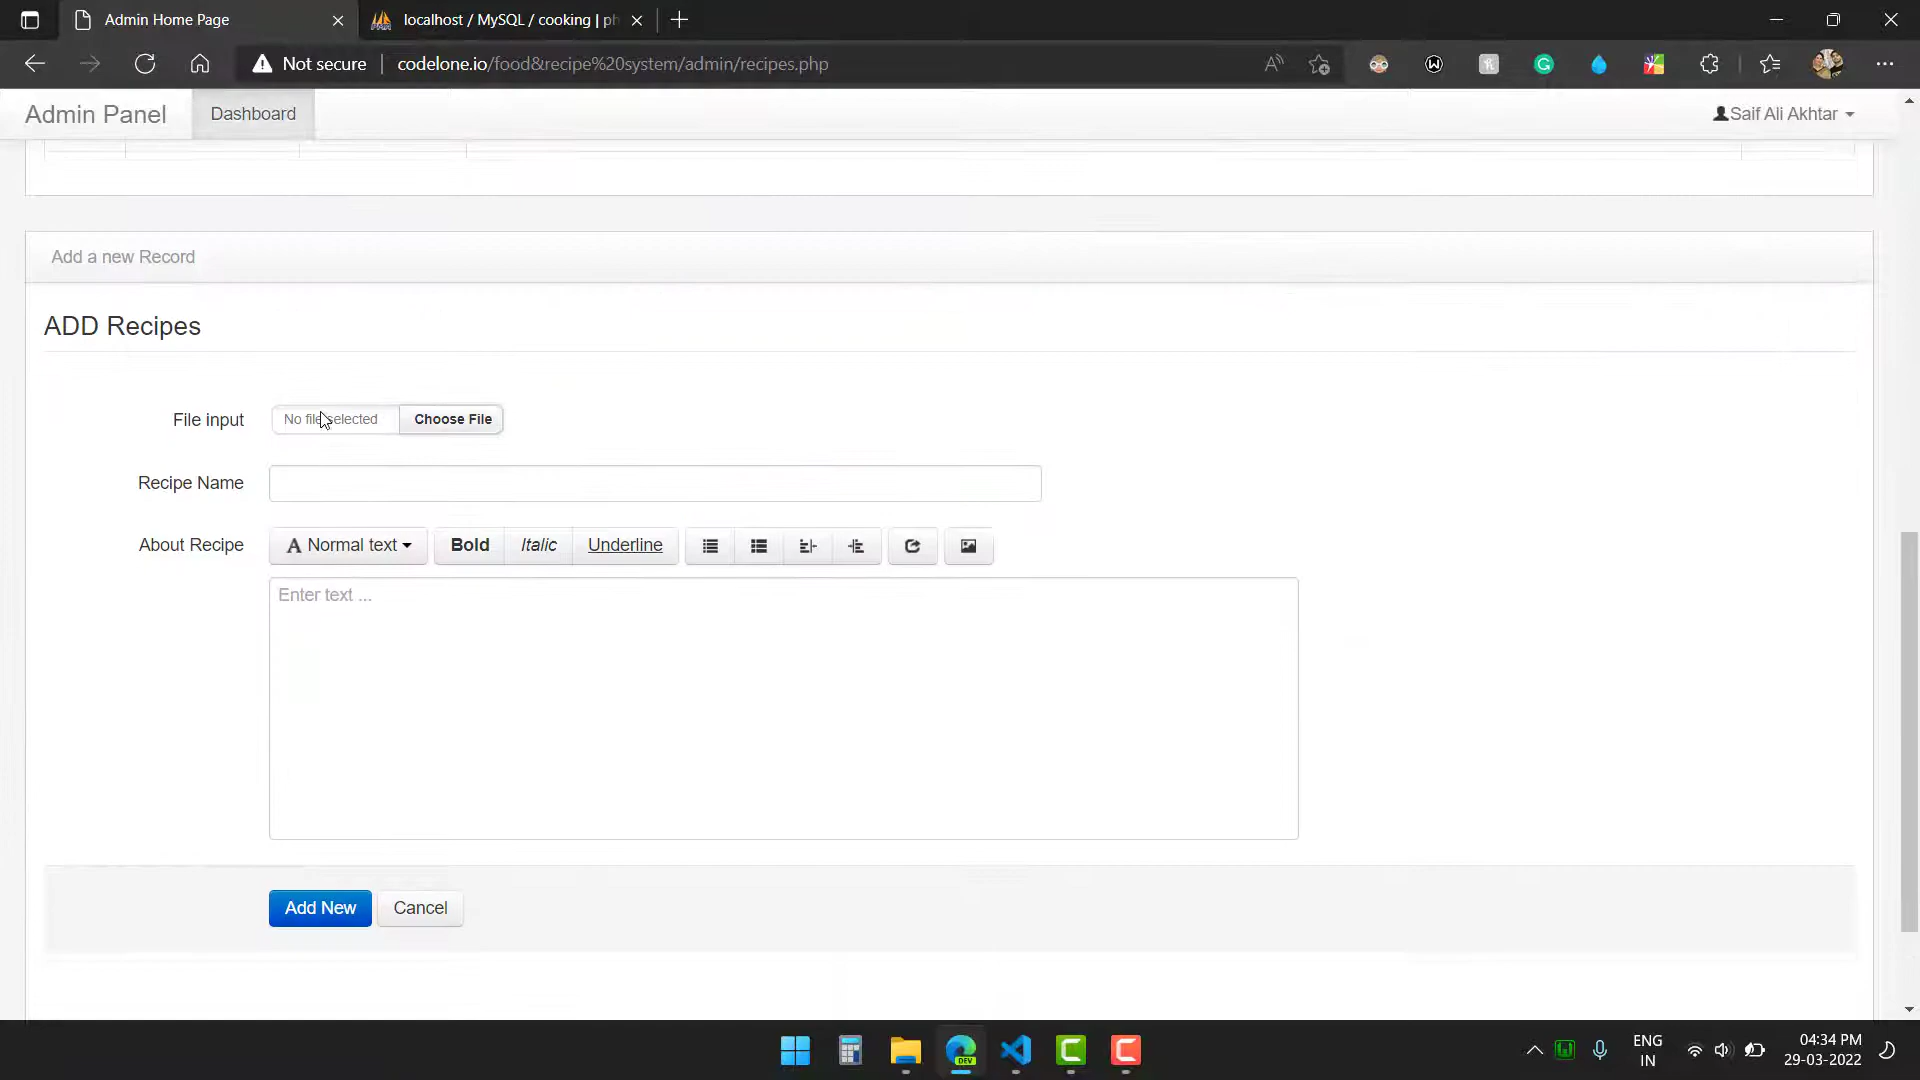 Admin Home Page
localhost / MySQL / cooking | ph
Not secure
codelone.io/food&recipe%20system/admin/recipes.php
Admin Panel
Dashboard
Saif Ali Akhtar
Add a new Record
ADD Recipes
File input
No file selected
Choose File
Recipe Name
About Recipe
A Normal text
Bold
Italic
Underline
Enter text ...
Add New
Cancel
DEV
ENG
IN
04:34 PM
29-03-2022